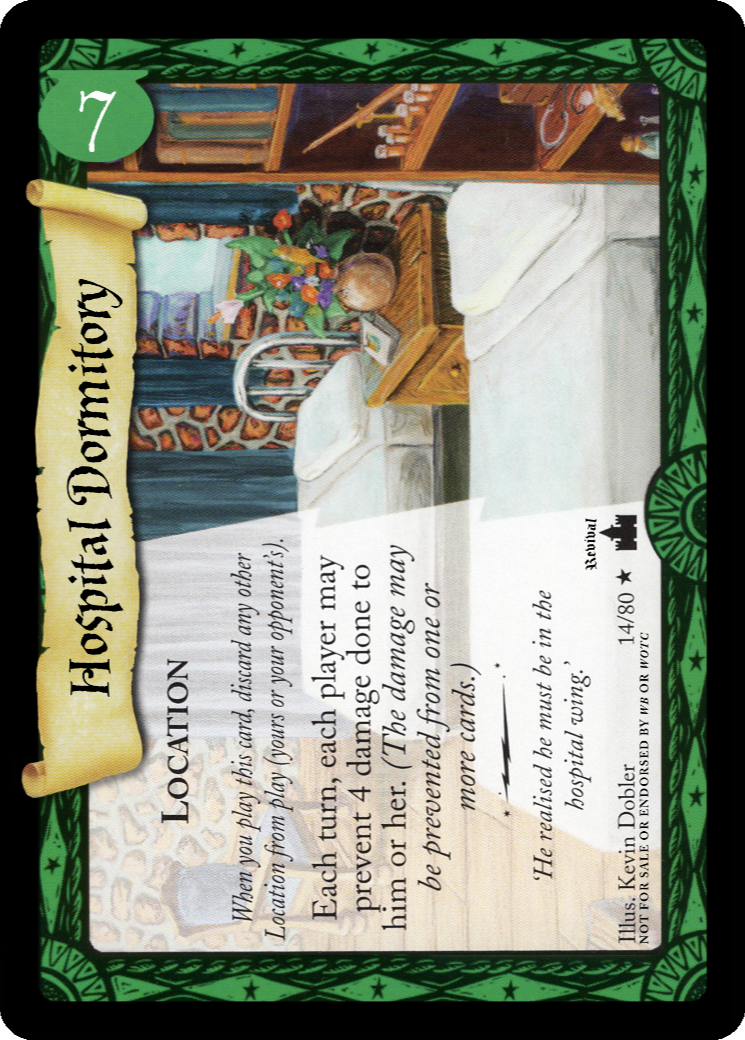 7
Hospital Dormitory
LOCATION
When you play this card, discard any other
Location from play (yours or your opponent's).
Each turn, each player may
prevent 4 damage done to
him or her. (The damage may
be prevented from one or
more cards.)
'He realised he must be in the
hospital wing.'
Revival
Illus. Kevin Dobler 14/80 ★
NOT FOR SALE OR ENDORSED BY WB OR WOTC